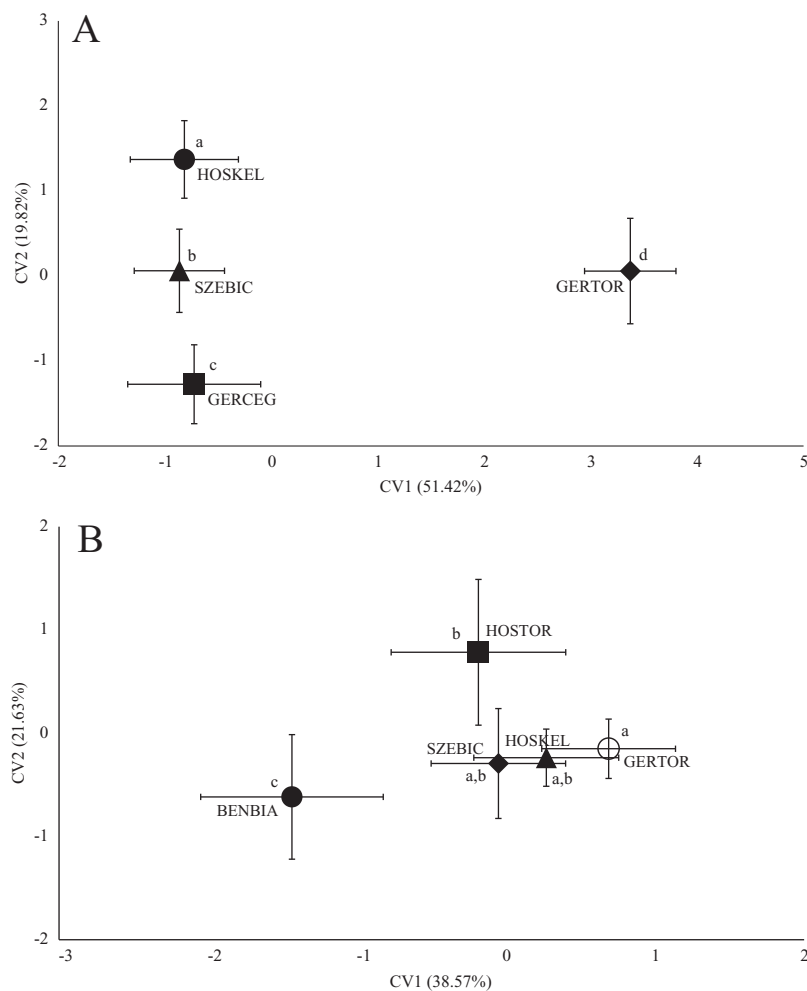 A
3
2
1
0
-1
-2
CV2 (19.82%)
a
HOSKEL
b
SZEBIC
c
GERCEG
d
GERTOR
-2 -1 0 1 2 3 4 5
CV1 (51.42%)
B
2
1
0
-1
-2
CV2 (21.63%)
b HOSTOR
SZEBIC HOSKEL a
a,b a,b GERTOR
c
BENBIA
-3 -2 -1 0 1 2
CV1 (38.57%)